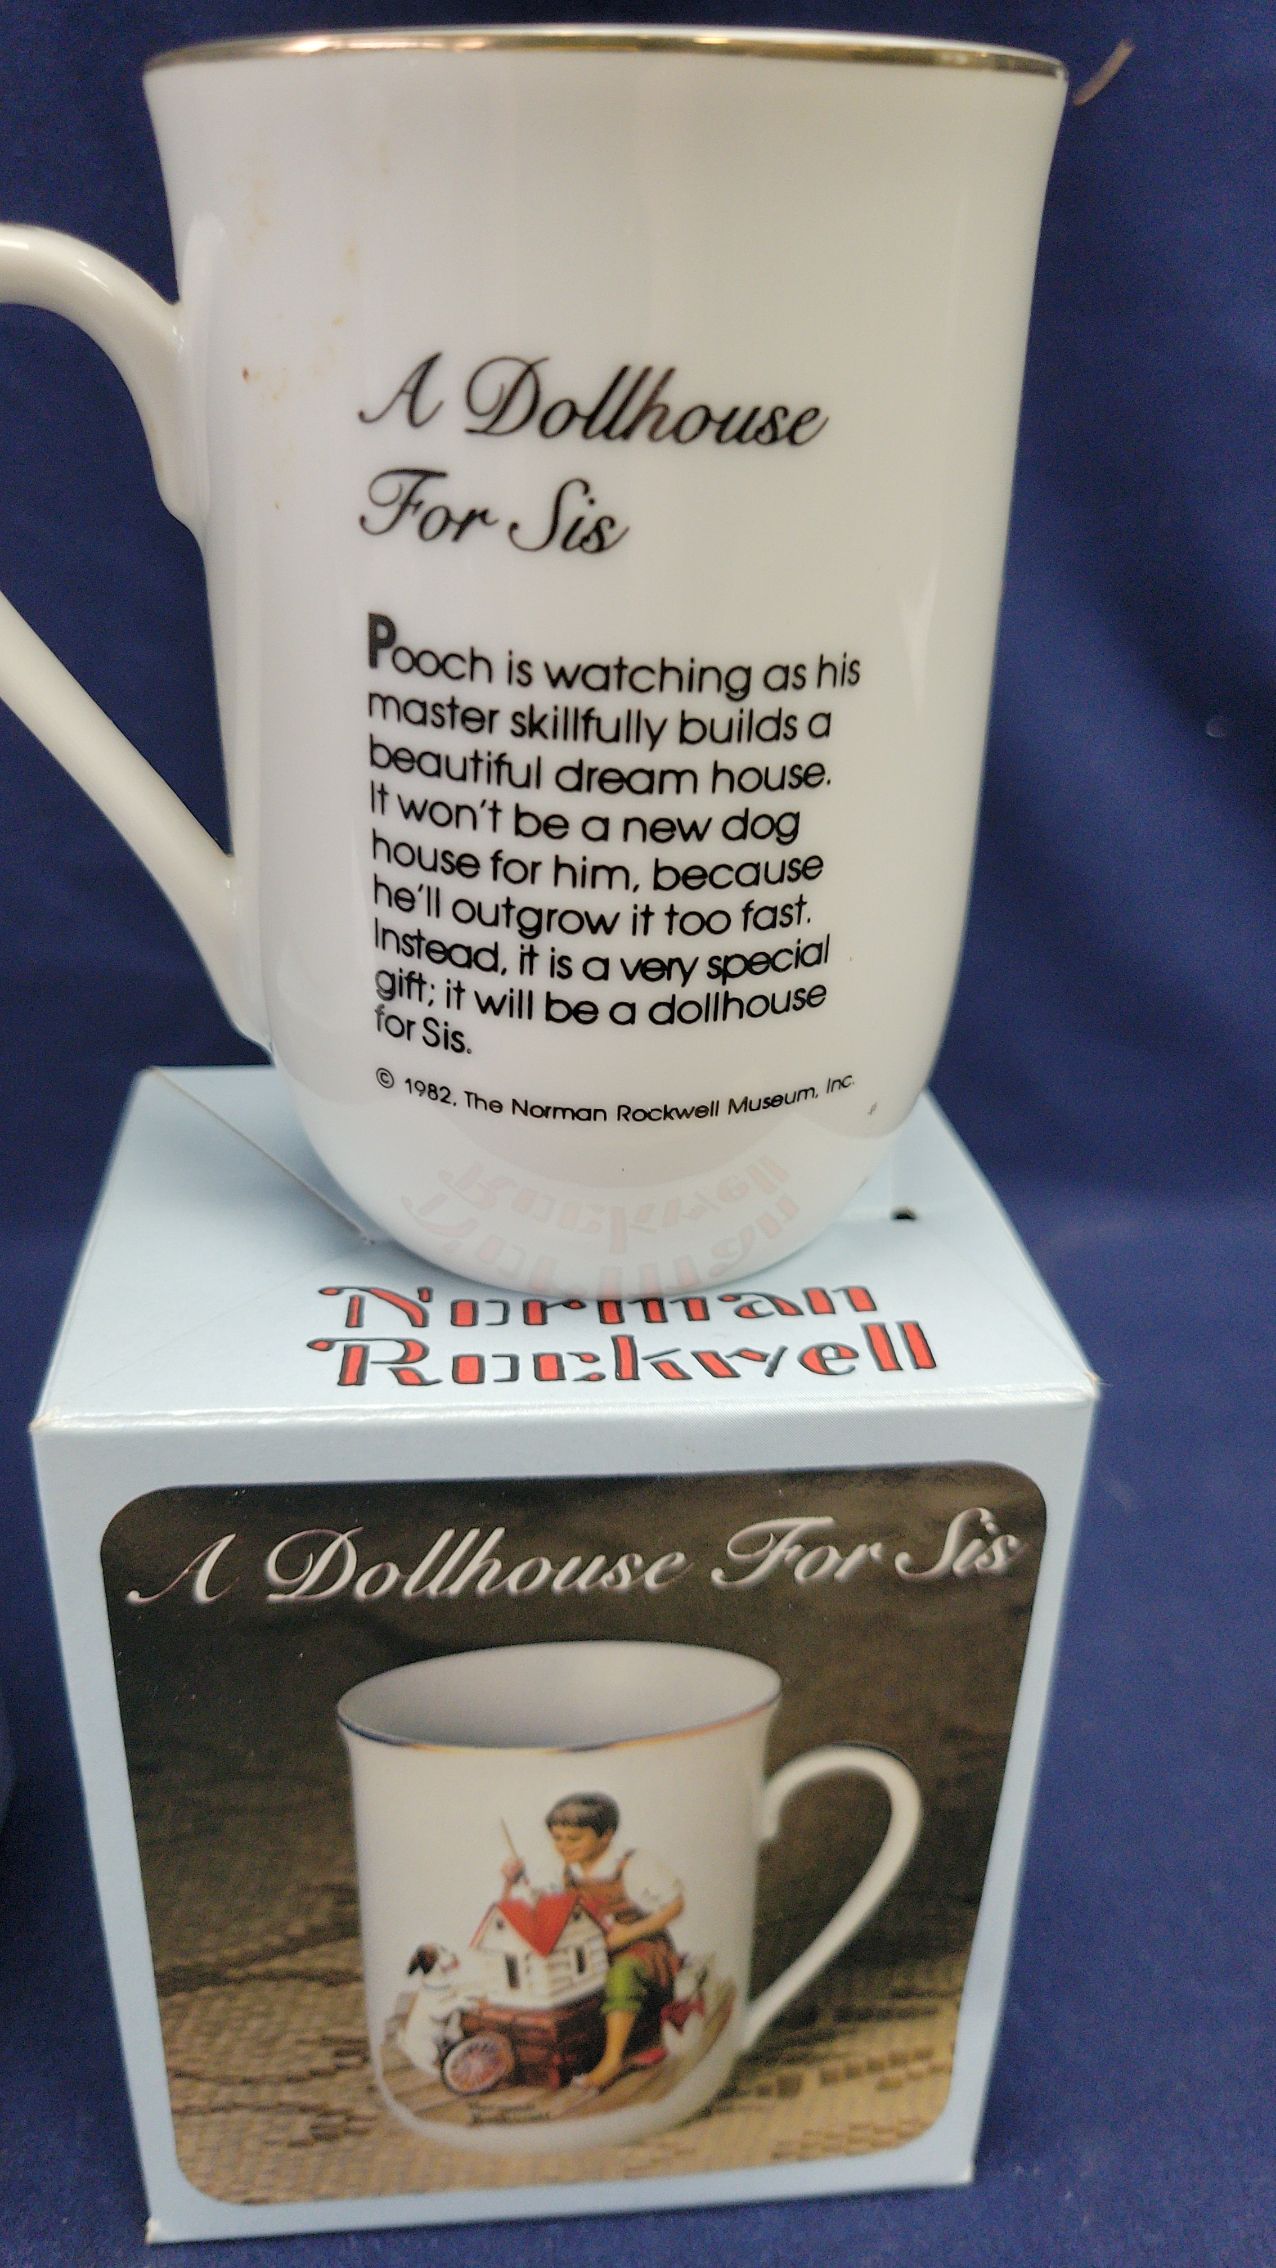 A Dollhouse
For Sis
Pooch is watching as his
master skillfully builds a
beautiful dream house.
It won't be a new dog
house for him, because
he'll outgrow it too fast.
Instead, it is a very special
gift; it will be a dollhouse
for Sis.
© 1982, The Norman Rockwell Museum, Inc.
Norman
Rockwell
A Dollhouse For Sis
Norman
Rockwell